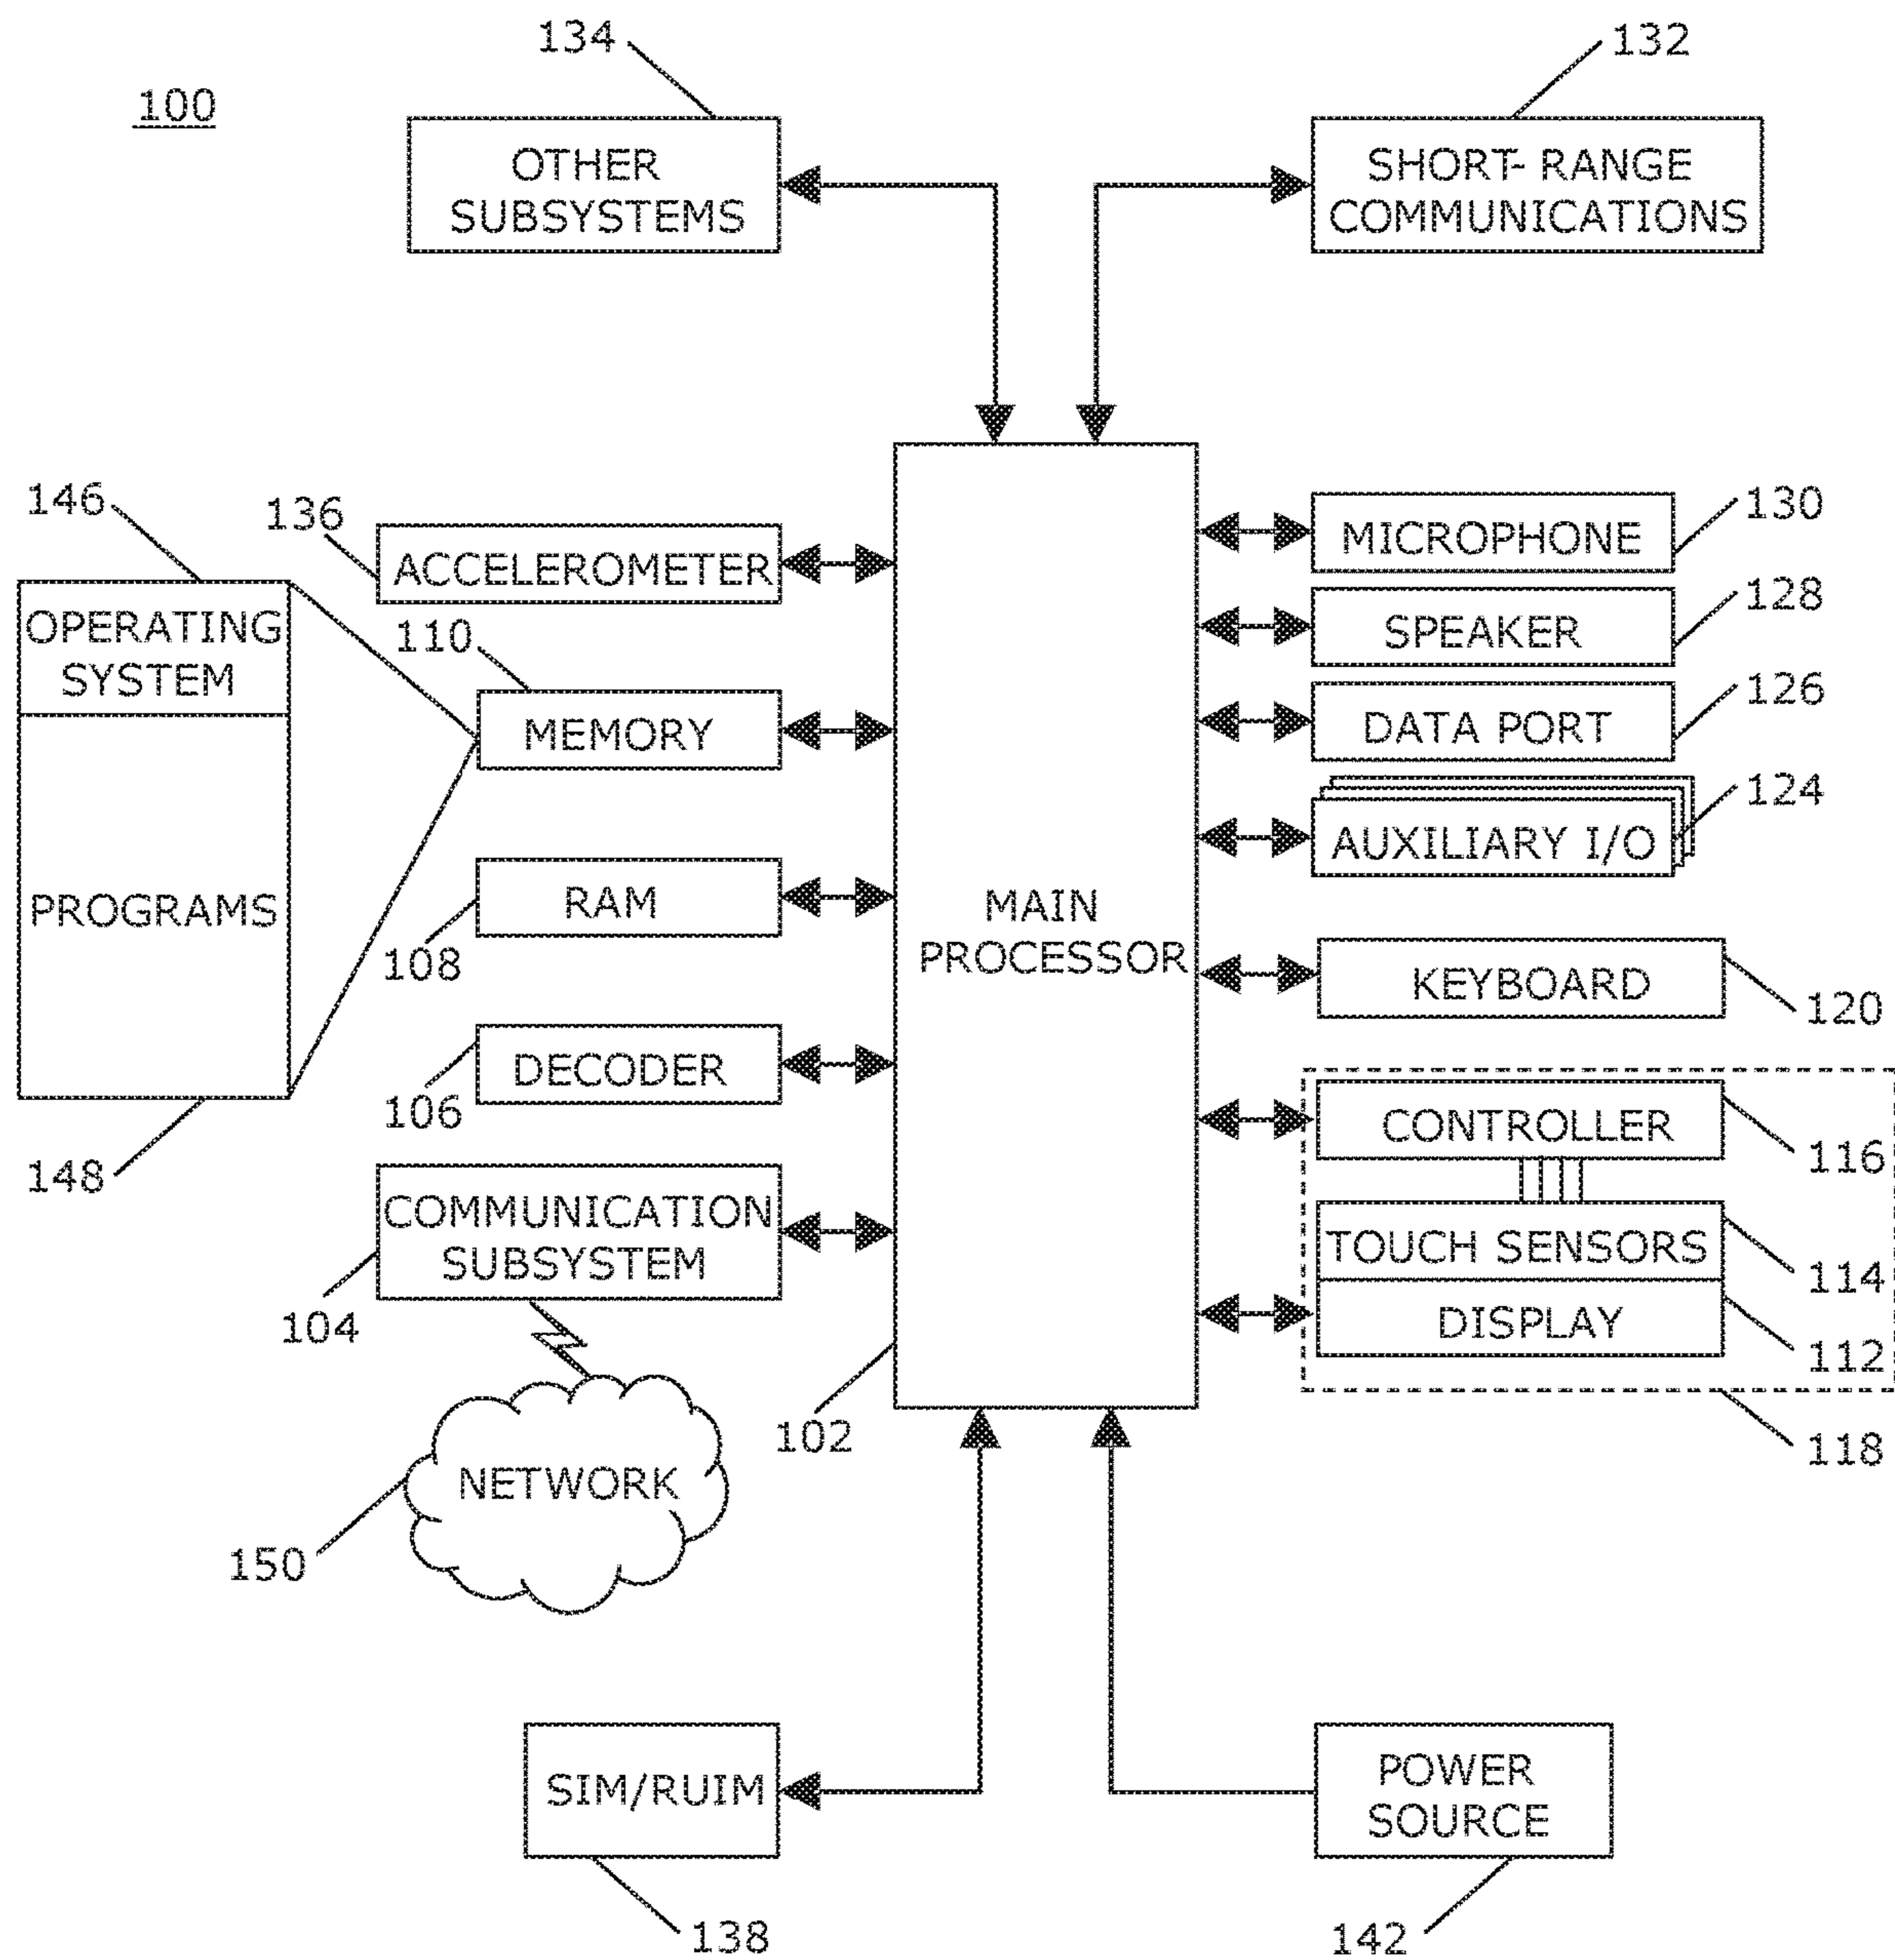 134
132
100
OTHER
SUBSYSTEMS
SHORT-RANGE
COMMUNICATIONS
146
136
ACCELEROMETER
MICROPHONE
130
OPERATING
SYSTEM
110
SPEAKER
128
MEMORY
DATA PORT
126
AUXILIARY I/O
124
PROGRAMS
RAM
108
MAIN
PROCESSOR
KEYBOARD
120
DECODER
106
CONTROLLER
116
148
COMMUNICATION
SUBSYSTEM
104
TOUCH SENSORS
114
DISPLAY
112
102
118
NETWORK
150
SIM/RUIM
POWER
SOURCE
138
142